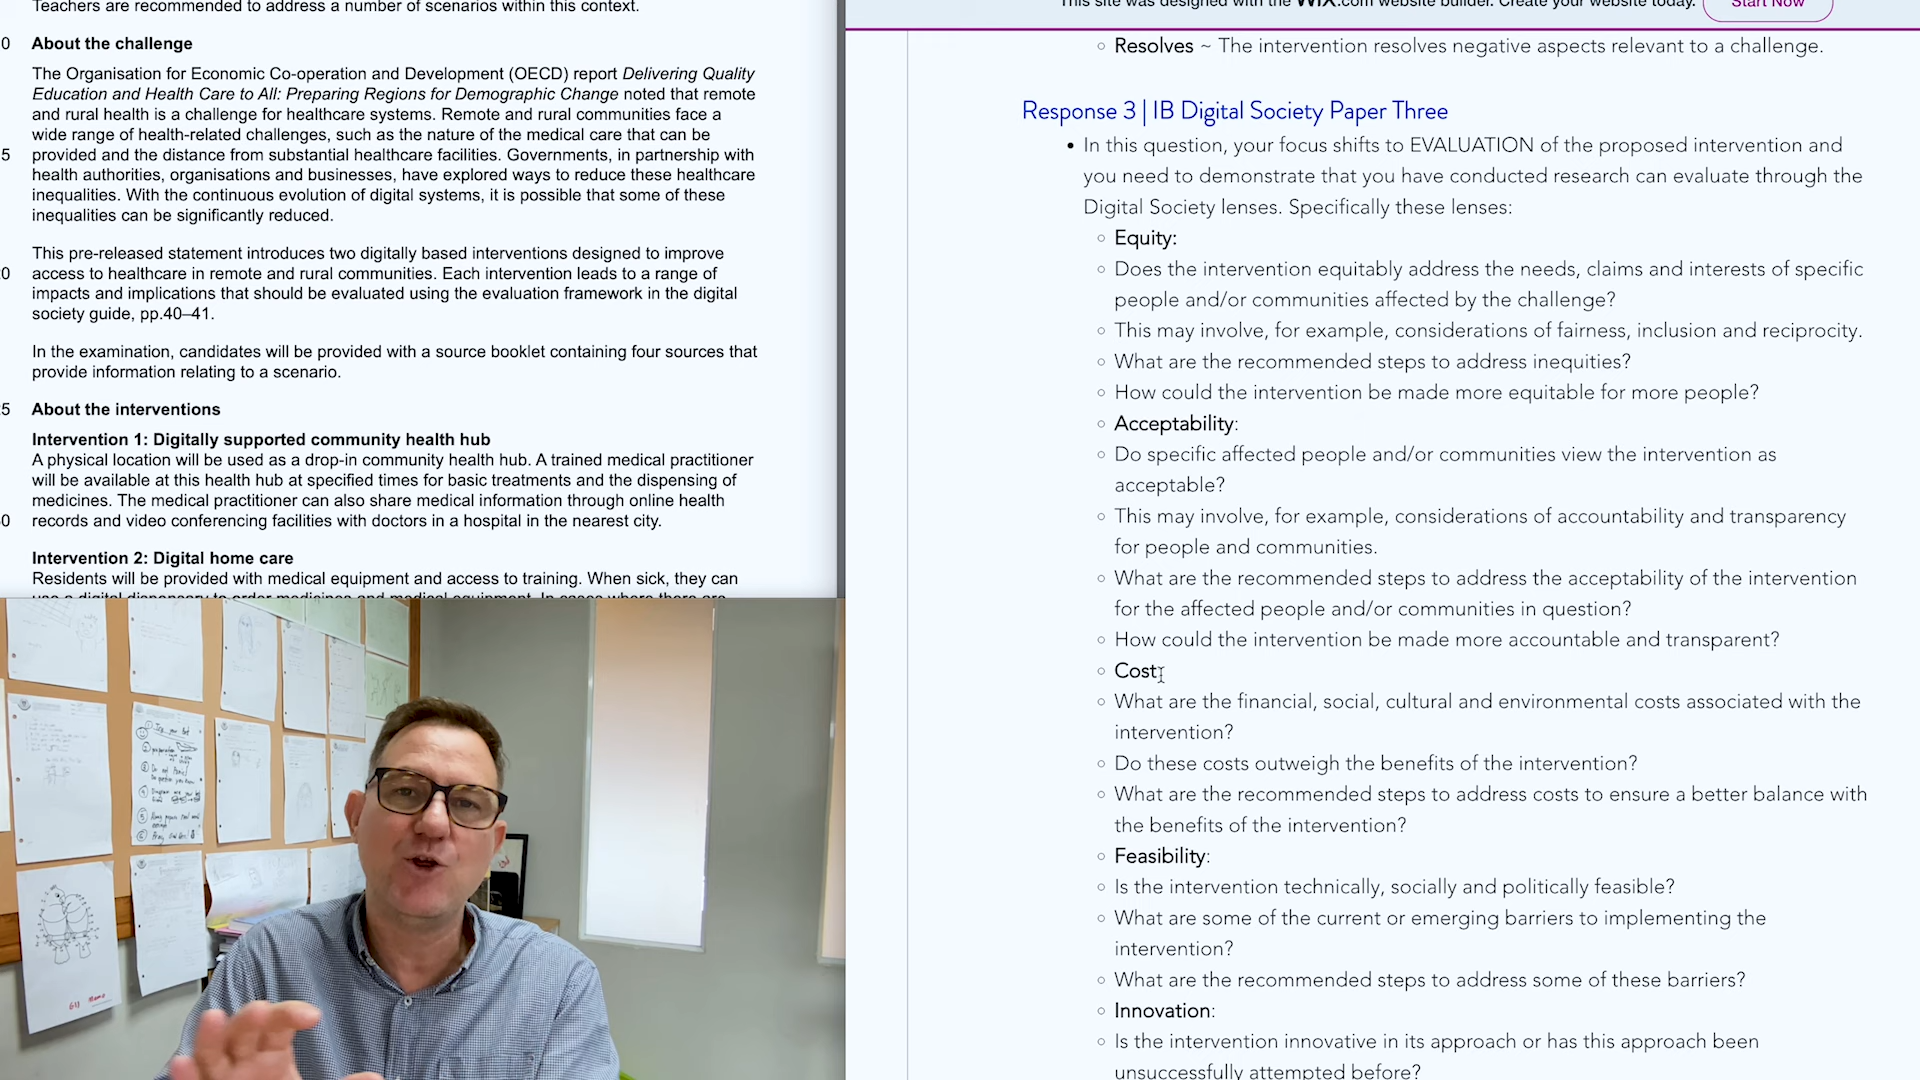 Teachers are recommended to address a number of scenarios within this context.
0 About the challenge
The Organisation for Economic Co-operation and Development (OECD) report Delivering Quality
Education and Health Care to All: Preparing Regions for Demographic Change noted that remote
and rural health is a challenge for healthcare systems. Remote and rural communities face a
wide range of health-related challenges, such as the nature of the medical care that can be
5 provided and the distance from substantial healthcare facilities. Governments, in partnership with
health authorities, organisations and businesses, have explored ways to reduce these healthcare
inequalities. With the continuous evolution of digital systems, it is possible that some of these
inequalities can be significantly reduced.
This pre-released statement introduces two digitally based interventions designed to improve
0 access to healthcare in remote and rural communities. Each intervention leads to a range of
impacts and implications that should be evaluated using the evaluation framework in the digital
society guide, pp.40–41.
In the examination, candidates will be provided with a source booklet containing four sources that
provide information relating to a scenario.
5 About the interventions
Intervention 1: Digitally supported community health hub
A physical location will be used as a drop-in community health hub. A trained medical practitioner
will be available at this health hub at specified times for basic treatments and the dispensing of
medicines. The medical practitioner can also share medical information through online health
0 records and video conferencing facilities with doctors in a hospital in the nearest city.
Intervention 2: Digital home care
Residents will be provided with medical equipment and access to training. When sick, they can
use a digital dispensary to order medicines and medical equipment. In cases where there are
This site was designed with the WIX.com website builder. Create your website today. Start Now
Resolves ~ The intervention resolves negative aspects relevant to a challenge.
Response 3 | IB Digital Society Paper Three
In this question, your focus shifts to EVALUATION of the proposed intervention and
you need to demonstrate that you have conducted research can evaluate through the
Digital Society lenses. Specifically these lenses:
Equity:
Does the intervention equitably address the needs, claims and interests of specific
people and/or communities affected by the challenge?
This may involve, for example, considerations of fairness, inclusion and reciprocity.
What are the recommended steps to address inequities?
How could the intervention be made more equitable for more people?
Acceptability:
Do specific affected people and/or communities view the intervention as
acceptable?
This may involve, for example, considerations of accountability and transparency
for people and communities.
What are the recommended steps to address the acceptability of the intervention
for the affected people and/or communities in question?
How could the intervention be made more accountable and transparent?
Cost
What are the financial, social, cultural and environmental costs associated with the
intervention?
Do these costs outweigh the benefits of the intervention?
What are the recommended steps to address costs to ensure a better balance with
the benefits of the intervention?
Feasibility:
Is the intervention technically, socially and politically feasible?
What are some of the current or emerging barriers to implementing the
intervention?
What are the recommended steps to address some of these barriers?
Innovation:
Is the intervention innovative in its approach or has this approach been
unsuccessfully attempted before?